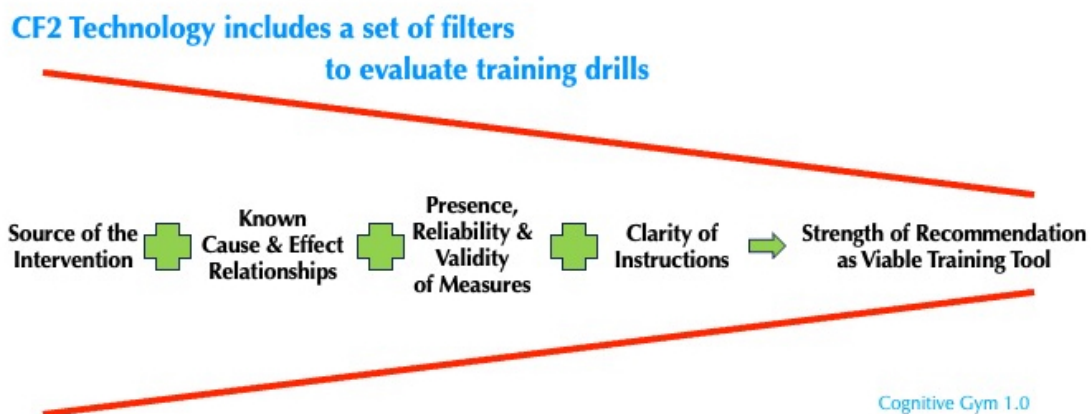 CF2 Technology includes a set of filters
to evaluate training drills
Source of the
Intervention
Known
Cause & Effect
Relationships
Presence,
Reliability &
Validity
of Measures
Clarity of
Instructions
Strength of Recommendation
as Viable Training Tool
Cognitive Gym 1.0